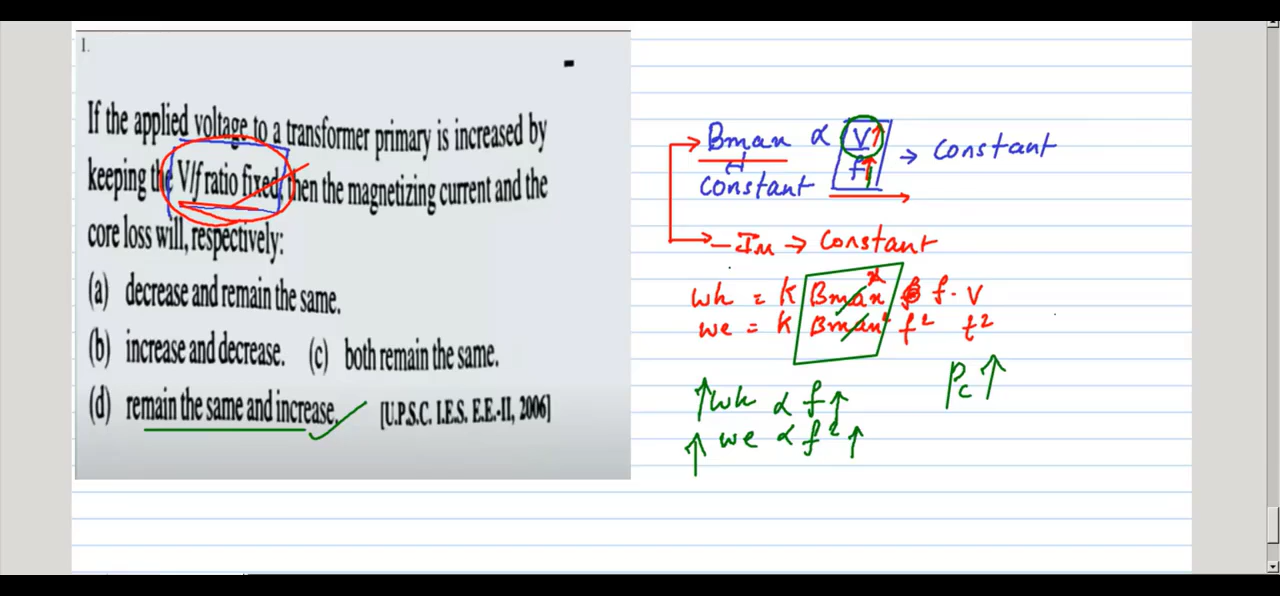 1.
If the applied voltage to a transformer primary is increased by
keeping the V/f ratio fixed, then the magnetizing current and the
core loss will, respectively:
(a) decrease and remain the same.
(b) increase and decrease. (c) both remain the same.
(d) remain the same and increase. [U.P.S.C. I.E.S. E.E.-II, 2006]
Bmax ∝ V↑ / f↑ → constant
constant
Im → constant
wh = k Bmax^x f · V
we = k Bmax² f² t²
↑ wh ∝ f ↑
↑ we ∝ f² ↑
Pc ↑